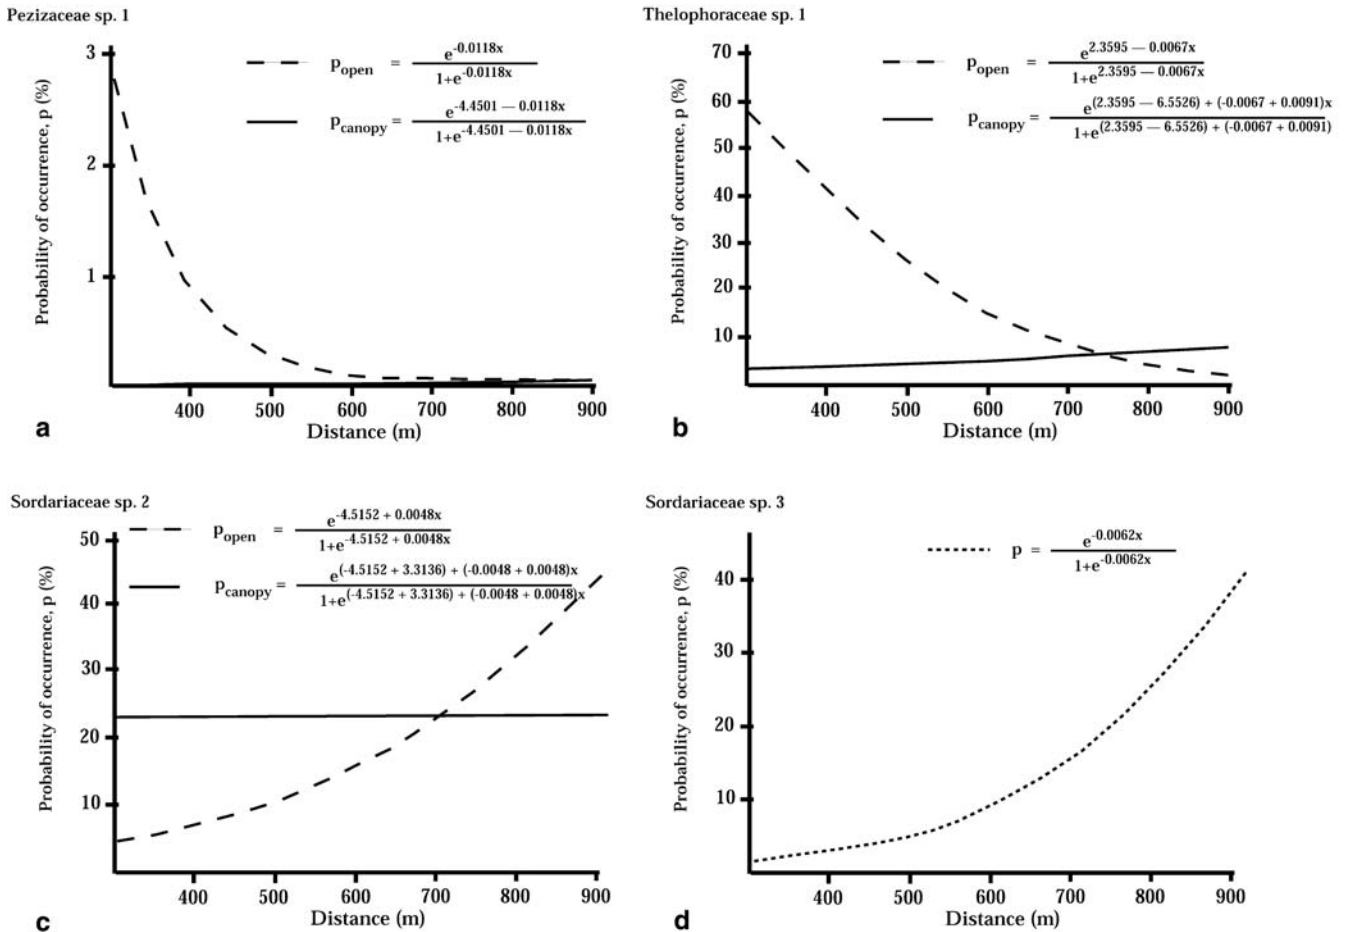 Pezizaceae sp. 1
3
2
1
Probability of occurrence, p (%)
p_open = e^-0.0118x / 1+e^-0.0118x
p_canopy = e^-4.4501 — 0.0118x / 1+e^-4.4501 — 0.0118x
400 500 600 700 800 900
Distance (m)
a
Thelophoraceae sp. 1
70
60
50
40
30
20
10
Probability of occurrence, p (%)
p_open = e^2.3595 — 0.0067x / 1+e^2.3595 — 0.0067x
p_canopy = e^(2.3595 — 6.5526) + (-0.0067 + 0.0091)x / 1+e^(2.3595 — 6.5526) + (-0.0067 + 0.0091)
400 500 600 700 800 900
Distance (m)
b
Sordariaceae sp. 2
50
40
30
20
10
Probability of occurrence, p (%)
p_open = e^-4.5152 + 0.0048x / 1+e^-4.5152 + 0.0048x
p_canopy = e^(-4.5152 + 3.3136) + (-0.0048 + 0.0048)x / 1+e^(-4.5152 + 3.3136) + (-0.0048 + 0.0048)x
400 500 600 700 800 900
Distance (m)
c
Sordariaceae sp. 3
40
30
20
10
Probability of occurrence, p (%)
p = e^-0.0062x / 1+e^-0.0062x
400 500 600 700 800 900
Distance (m)
d